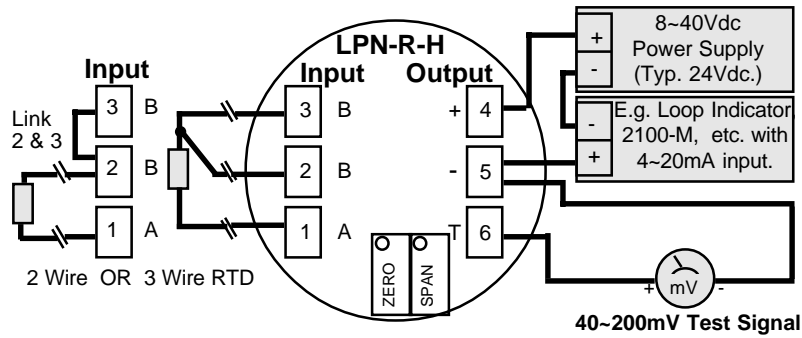 LPN-R-H
Input
Input
Output
8~40Vdc
Power Supply
(Typ. 24Vdc.)
+
-
E.g. Loop Indicator,
2100-M, etc. with
4~20mA input.
-
+
Link
2 & 3
3 B
2 B
1 A
3 B
2 B
1 A
+ 4
- 5
T 6
ZERO
SPAN
2 Wire OR 3 Wire RTD
+ mV -
40~200mV Test Signal